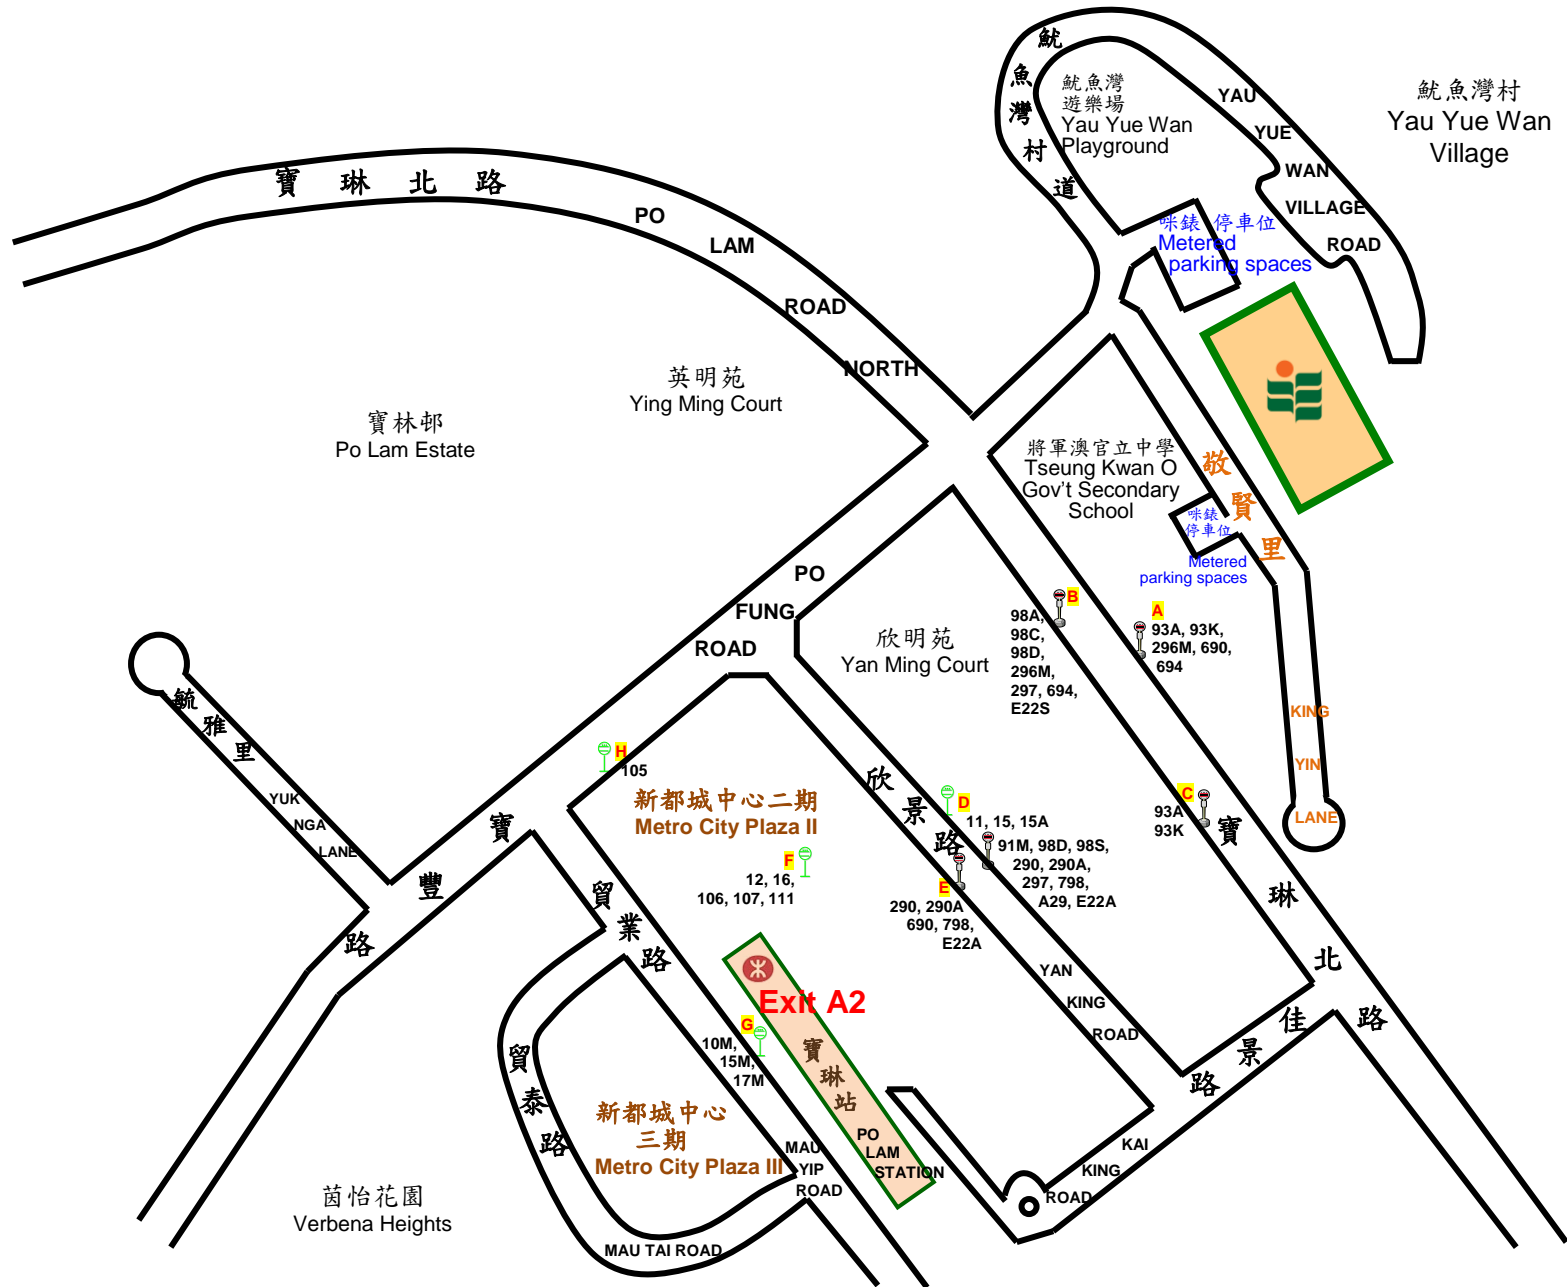 魷魚灣村道
YAU
YUE
WAN
VILLAGE
ROAD
魷魚灣
遊樂場
Yau Yue Wan
Playground
魷魚灣村
Yau Yue Wan
Village
咪錶 停車位
Metered
parking spaces
寶琳北路
PO
LAM
ROAD
NORTH
英明苑
Ying Ming Court
寶林邨
Po Lam Estate
將軍澳官立中學
Tseung Kwan O
Gov't Secondary
School
敬賢里
咪錶
停車位
Metered
parking spaces
KING
YIN
LANE
PO
FUNG
ROAD
欣明苑
Yan Ming Court
B
98A,
98C,
98D,
296M,
297, 694,
E22S
A
93A, 93K,
296M, 690,
694
C
93A
93K
毓雅里
YUK
NGA
LANE
H
105
新都城中心二期
Metro City Plaza II
欣景路
D
11, 15, 15A
91M, 98D, 98S,
290, 290A,
297, 798,
A29, E22A
E
290, 290A
690, 798,
E22A
F
12, 16,
106, 107, 111
寶豐路
貿業路
寶琳北路
YAN
KING
ROAD
佳景路
KAI
KING
ROAD
Exit A2
寶琳站
PO
LAM
STATION
G
10M,
15M,
17M
貿泰路
新都城中心
三期
Metro City Plaza III
MAU
YIP
ROAD
茵怡花園
Verbena Heights
MAU TAI ROAD